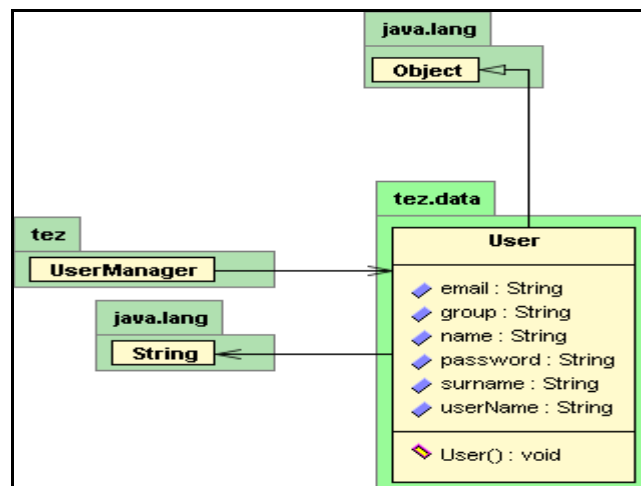 java.lang
Object
tez.data
User
tez
UserManager
email : String
group : String
java.lang
name : String
String
password : String
surname : String
userName : String
User() : void